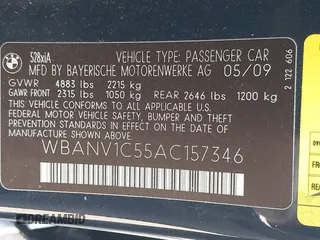 BMW
528xiA
VEHICLE TYPE: PASSENGER CAR
MFD BY BAYERISCHE MOTORENWERKE AG 05/09
GVWR 4883 LBS 2215 kg
GAWR FRONT 2315 LBS 1050 kg GAWR REAR 2646 LBS 1200 kg
THIS VEHICLE CONFORMS TO ALL APPLICABLE
FEDERAL MOTOR VEHICLE SAFETY, BUMPER, AND
THEFT PREVENTION STANDARDS IN EFFECT ON THE
DATE OF MANUFACTURE SHOWN ABOVE.
WBANV1C55AC157346
2 122 606
DREAMBID